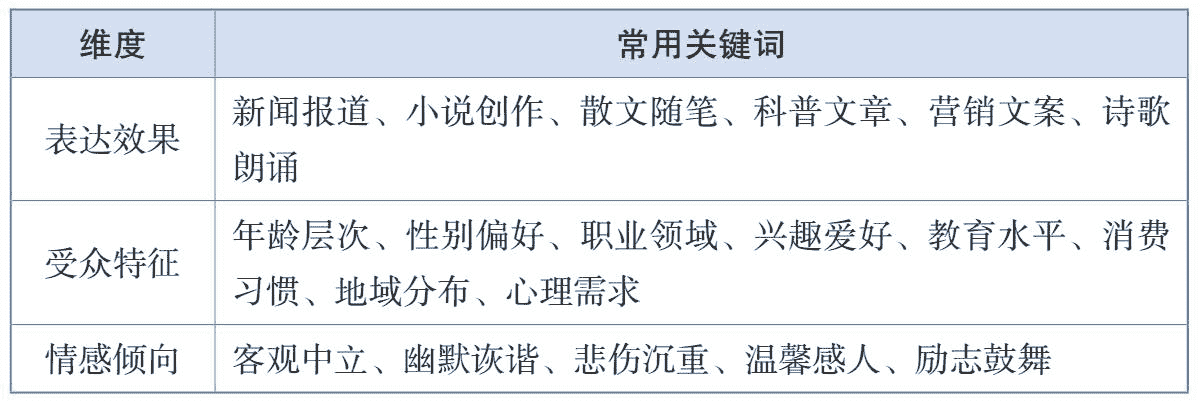 维度 常用关键词
表达效果 新闻报道、小说创作、散文随笔、科普文章、营销文案、诗歌
朗诵
受众特征 年龄层次、性别偏好、职业领域、兴趣爱好、教育水平、消费
习惯、地域分布、心理需求
情感倾向 客观中立、幽默诙谐、悲伤沉重、温馨感人、励志鼓舞